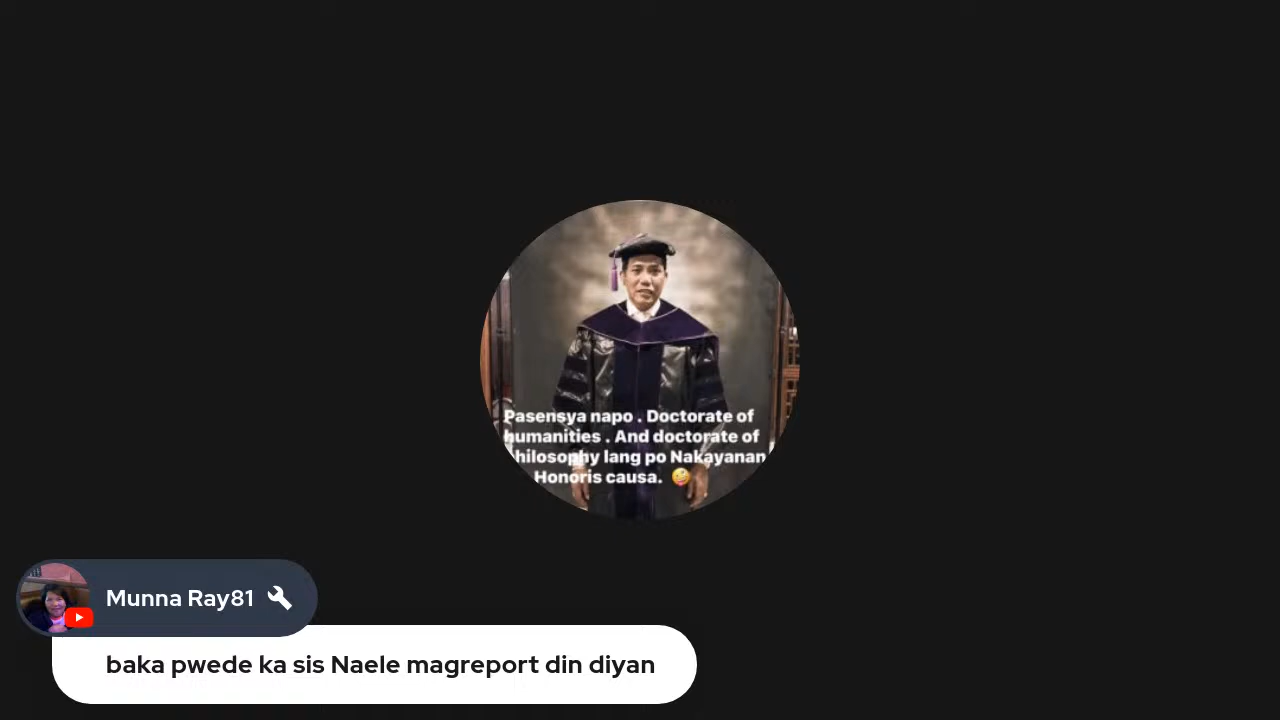 Pasensya napo . Doctorate of
humanities . And doctorate of
hilosophy lang po Nakayanan
Honoris causa. 🤪
Munna Ray81
baka pwede ka sis Naele magreport din diyan